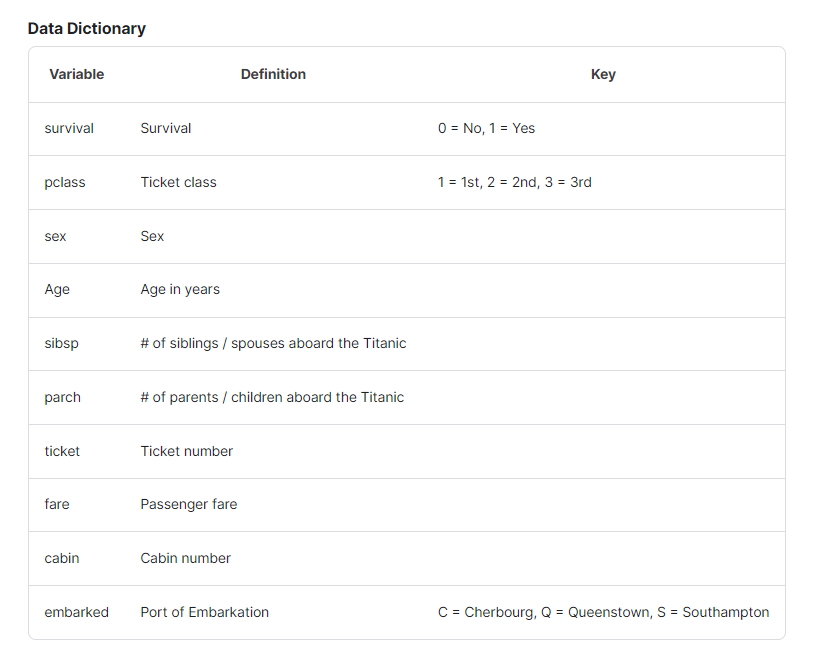 Data Dictionary
Variable Definition Key
survival Survival 0 = No, 1 = Yes
pclass Ticket class 1 = 1st, 2 = 2nd, 3 = 3rd
sex Sex
Age Age in years
sibsp # of siblings / spouses aboard the Titanic
parch # of parents / children aboard the Titanic
ticket Ticket number
fare Passenger fare
cabin Cabin number
embarked Port of Embarkation C = Cherbourg, Q = Queenstown, S = Southampton